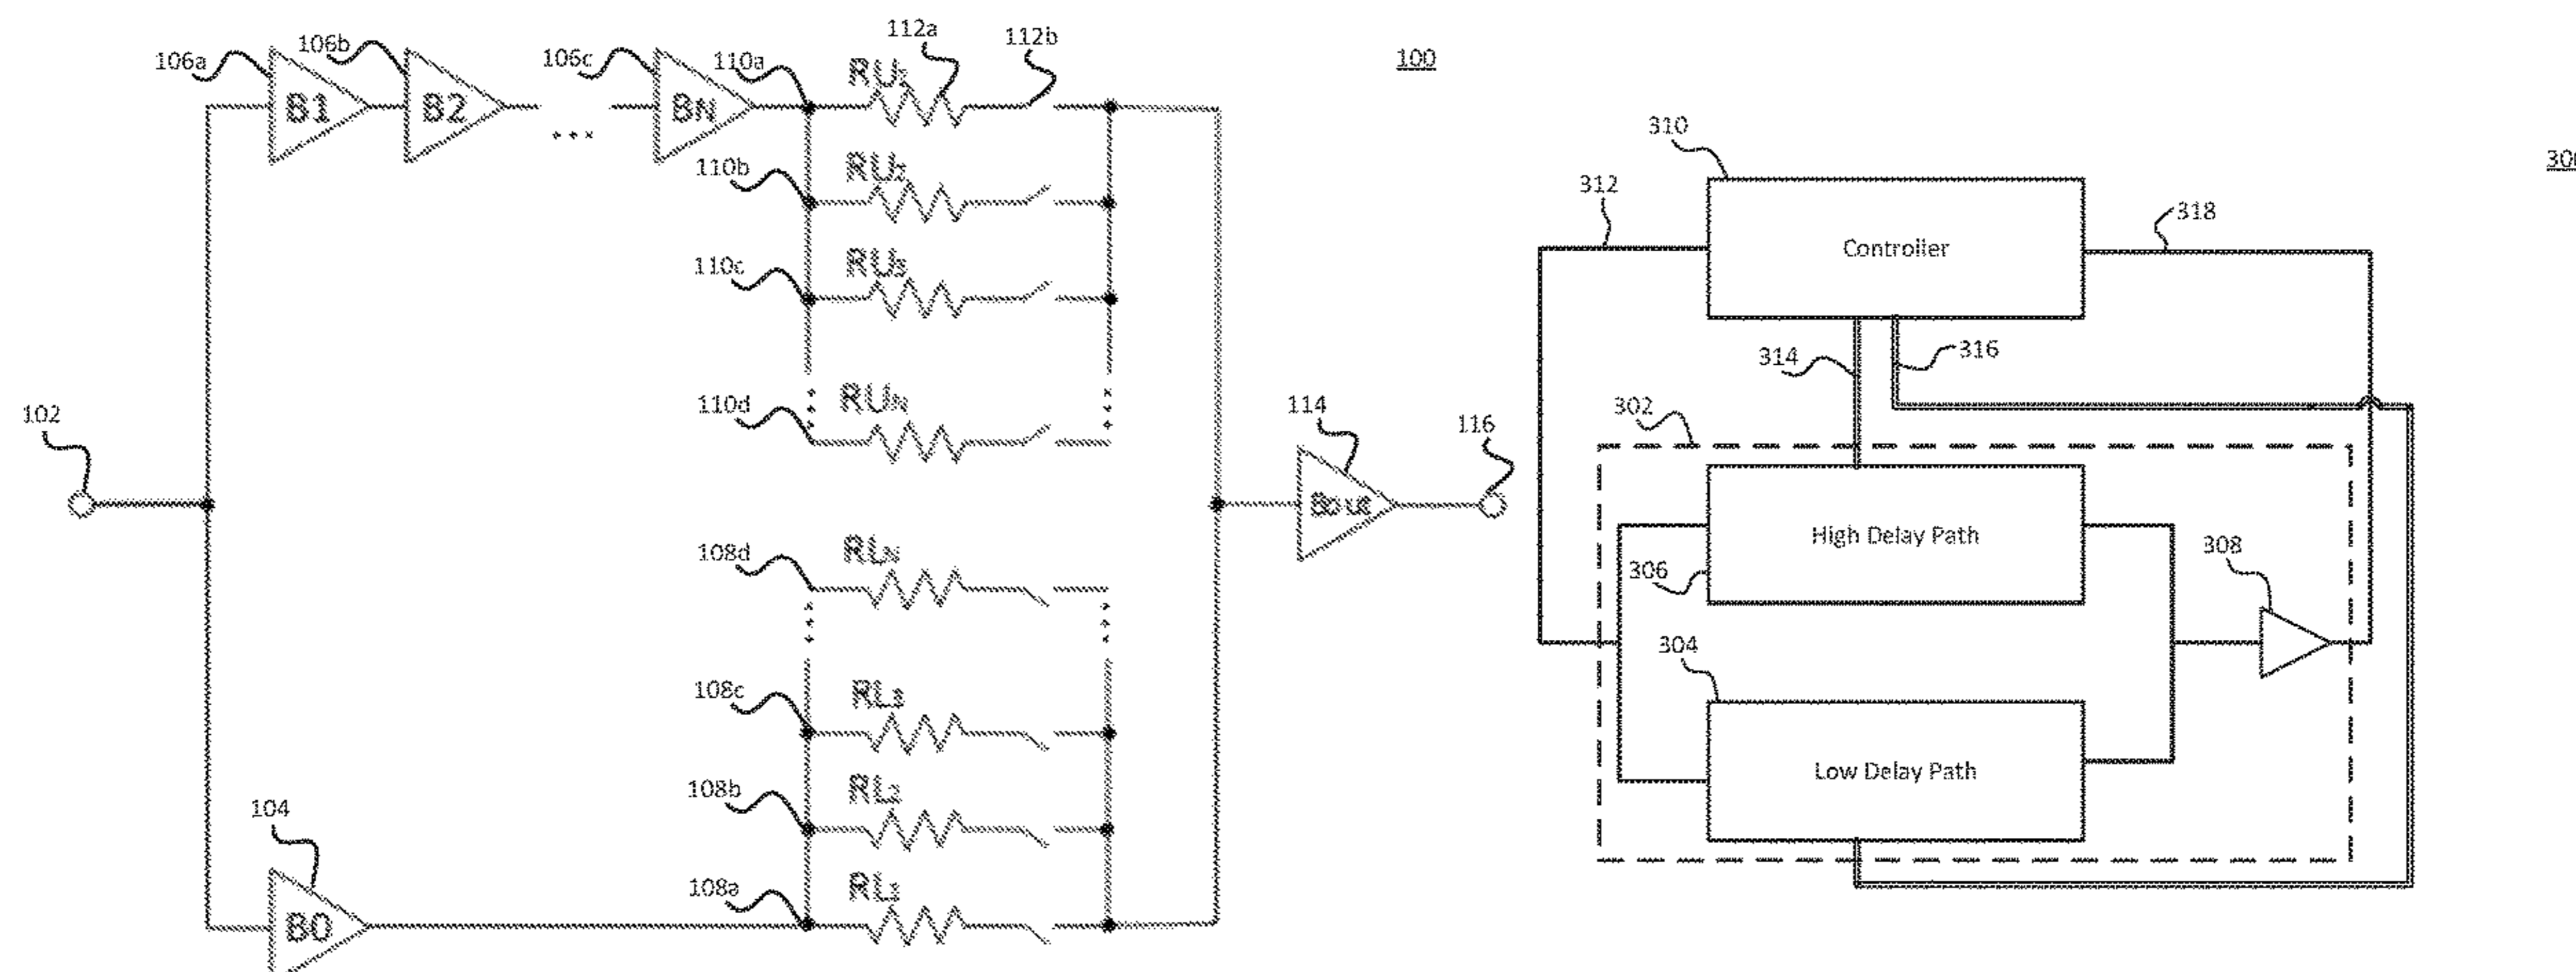 106a
106b
106c
110a
112a
112b
100
B1
B2
...
BN
RU₁
110b
RU₂
110c
RU₃
110d
RUN
102
114
116
Bout
108d
RLN
108c
RL₃
108b
RL₂
104
108a
RL₁
B0
310
312
318
Controller
314
316
302
High Delay Path
306
308
304
Low Delay Path